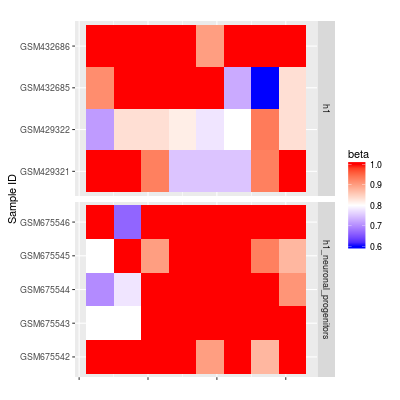 GSM432686
GSM432685
GSM429322
GSM429321
h1
GSM675546
GSM675545
GSM675544
GSM675543
GSM675542
h1_neuronal_progenitors
Sample ID
beta
1.0
0.9
0.8
0.7
0.6